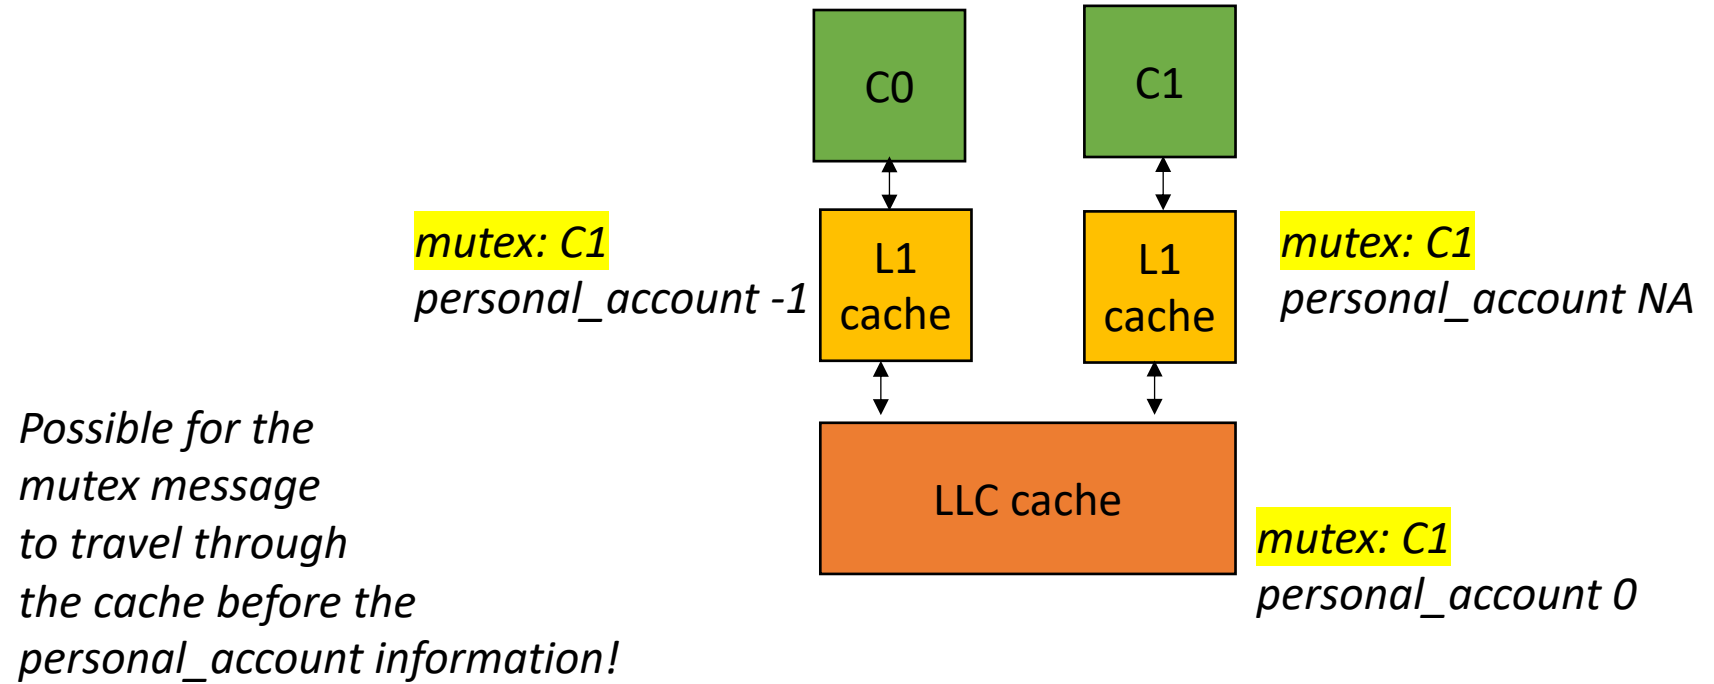 C0
C1
mutex: C1
personal_account -1
L1
cache
L1
cache
mutex: C1
personal_account NA
Possible for the
mutex message
to travel through
the cache before the
personal_account information!
LLC cache
mutex: C1
personal_account 0